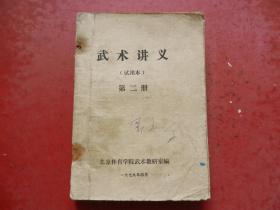 武术讲义
(试用本)
第二册
北京体育学院武术教研室编
一九七九年四月